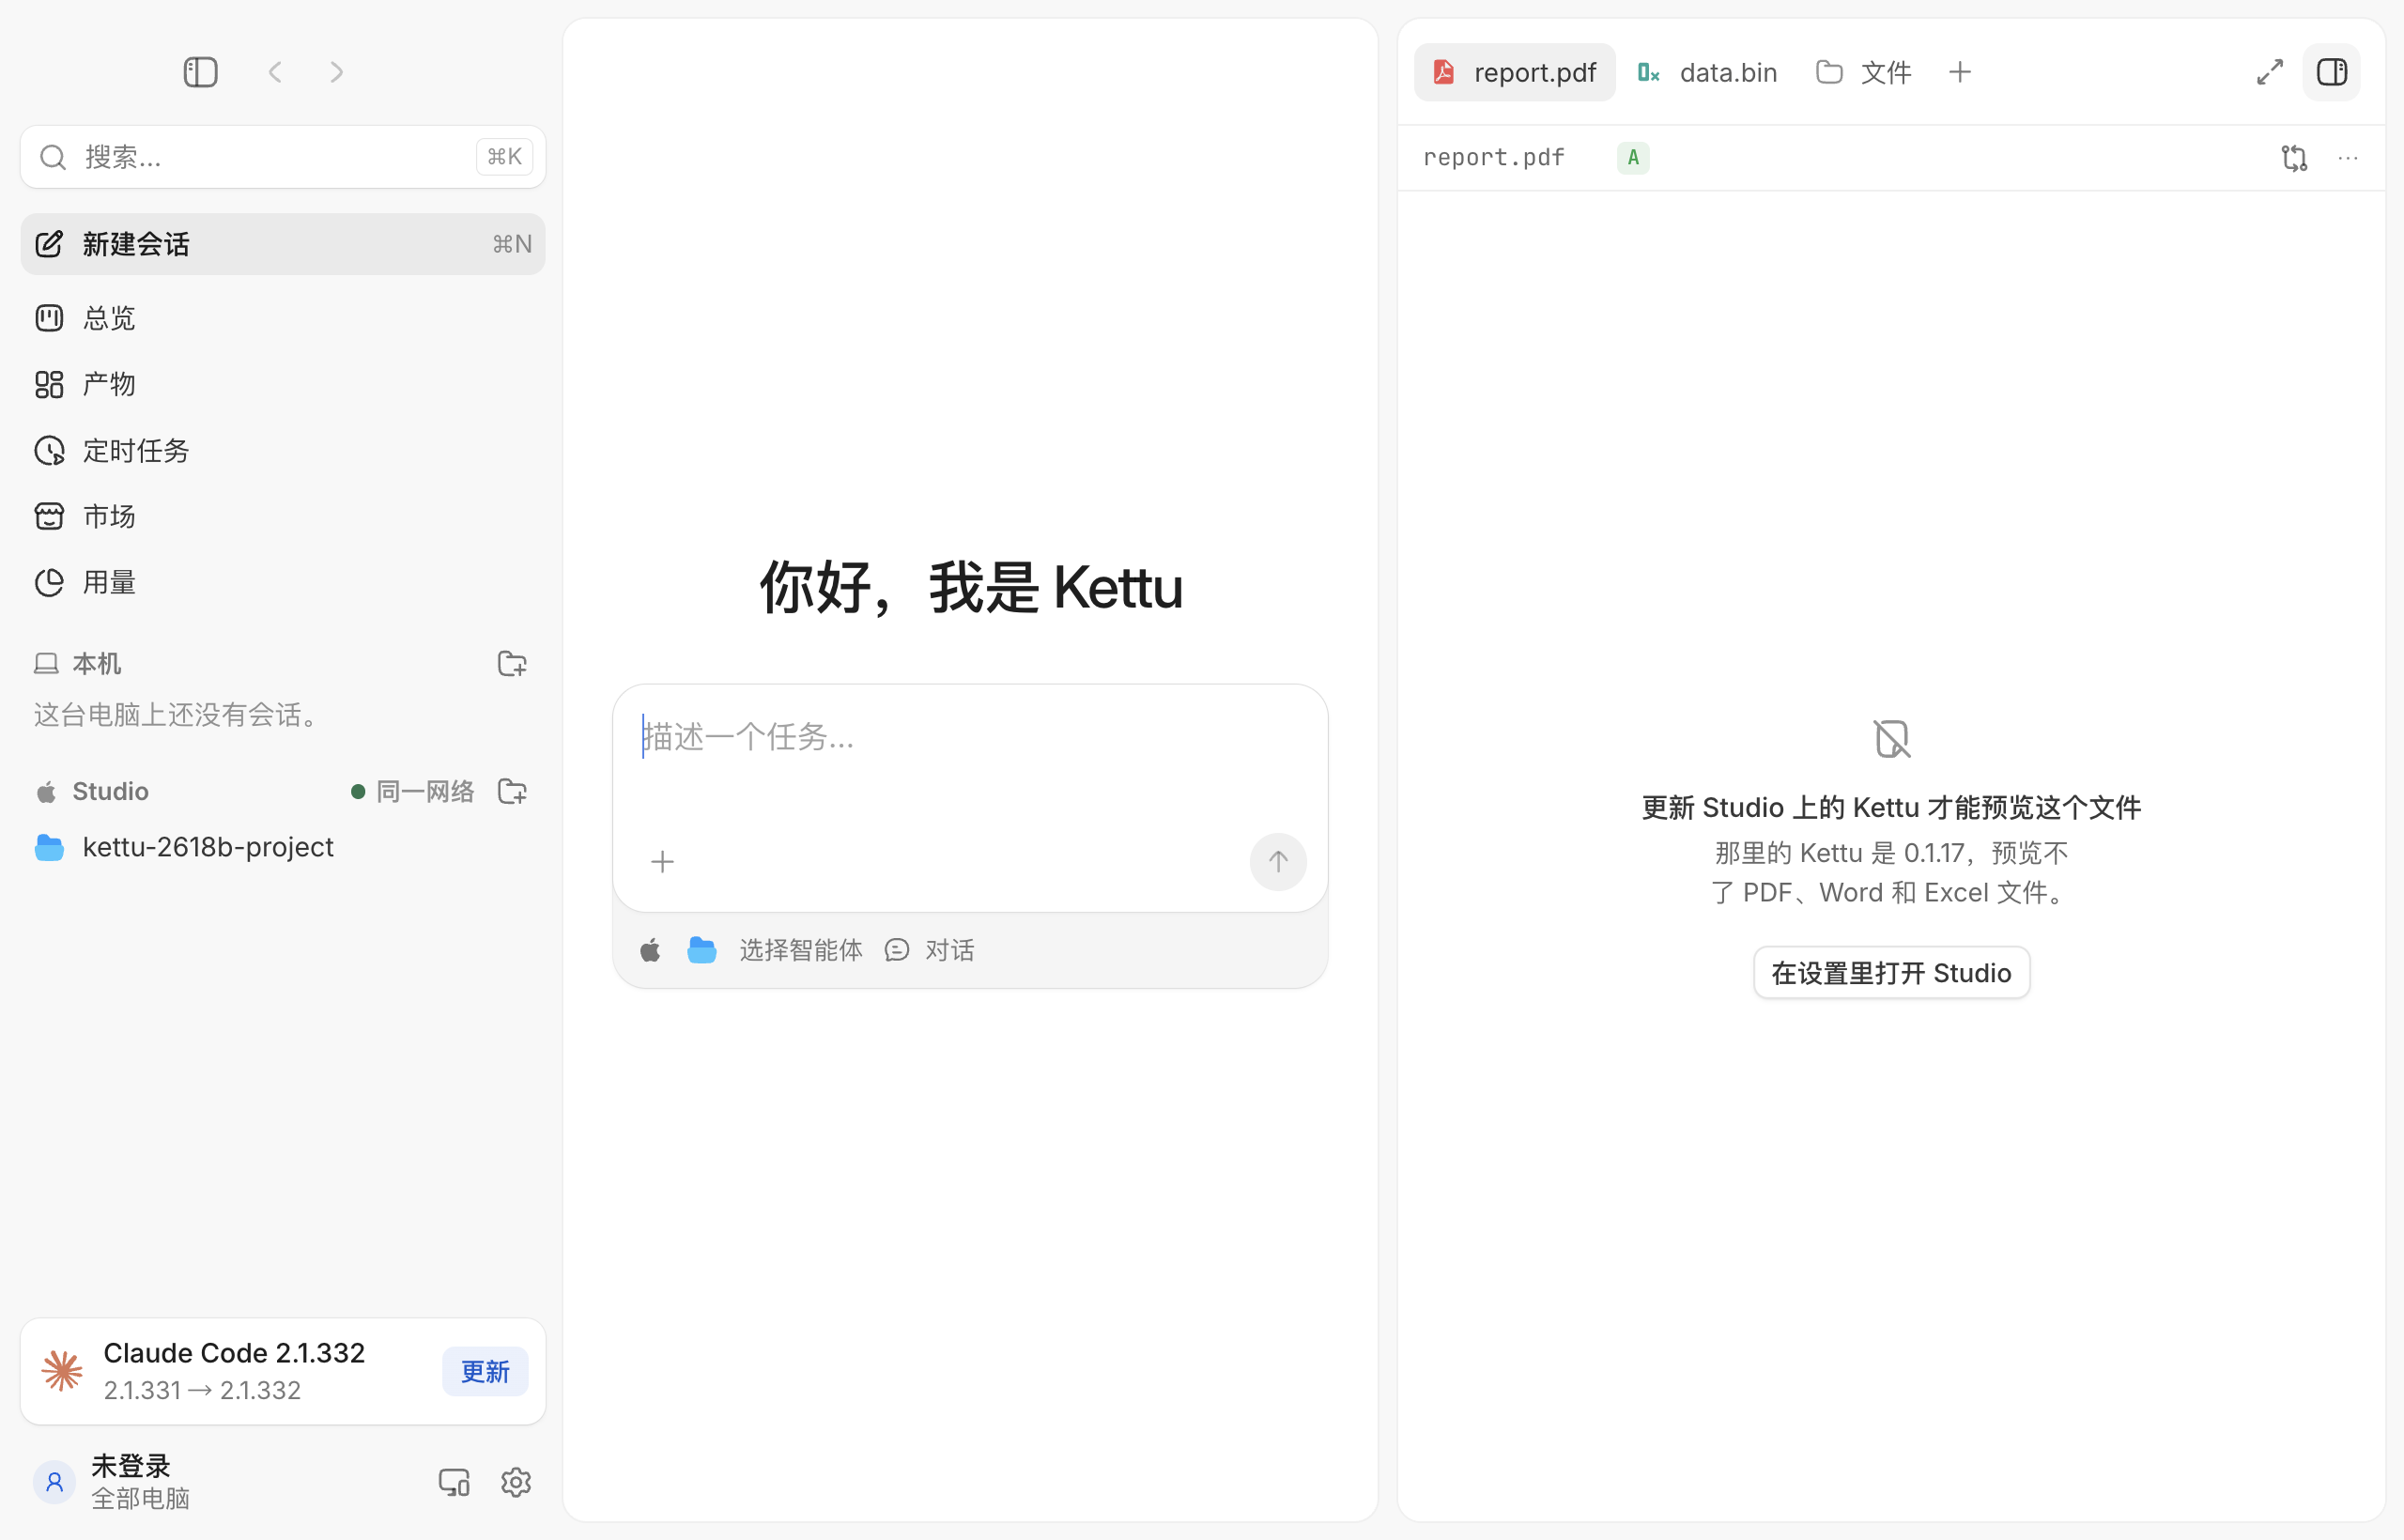 搜索...
⌘K
新建会话
⌘N
总览
产物
定时任务
市场
用量
本机
这台电脑上还没有会话。
Studio
同一网络
kettu-2618b-project
Claude Code 2.1.332
2.1.331 → 2.1.332
更新
未登录
全部电脑
你好，我是 Kettu
描述一个任务...
选择智能体
对话
report.pdf
data.bin
文件
report.pdf
A
更新 Studio 上的 Kettu 才能预览这个文件
那里的 Kettu 是 0.1.17，预览不
了 PDF、Word 和 Excel 文件。
在设置里打开 Studio